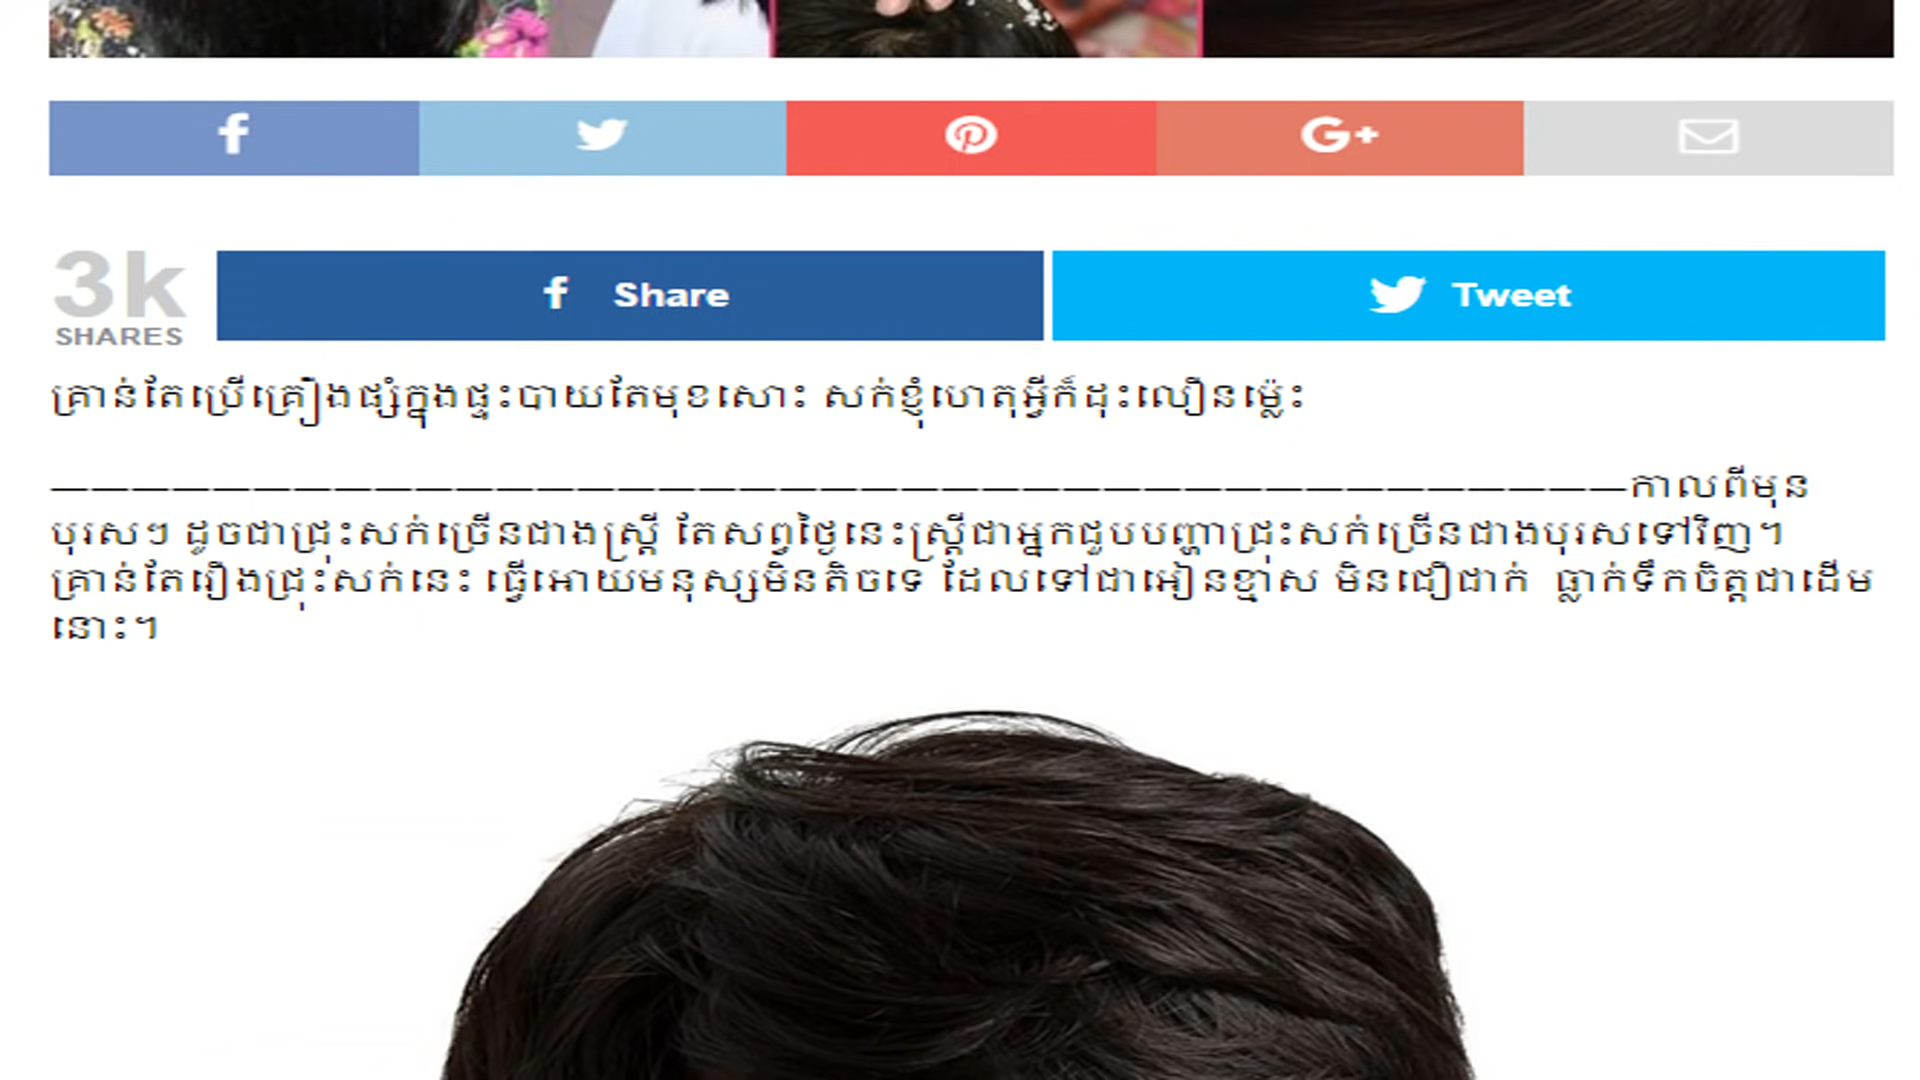 3k
SHARES
Share
Tweet
គ្រាន់តែប្រើគ្រឿងផ្សំក្នុងផ្ទះបាយតែមុខសោះ សក់ខ្ញុំហេតុអ្វីក៏ដុះលឿនម្ល៉េះ
———————————————————————————————————————កាលពីមុន
បុរសៗ ដូចជាជ្រុះសក់ច្រើនជាងស្ត្រី តែសព្វថ្ងៃនេះស្ត្រីជាអ្នកជួបបញ្ហាជ្រុះសក់ច្រើនជាងបុរសទៅវិញ។
គ្រាន់តែរឿងជ្រុះសក់នេះ ធ្វើអោយមនុស្សមិនតិចទេ ដែលទៅជាអៀនខ្មាស មិនជឿជាក់ ធ្លាក់ទឹកចិត្តជាដើម
នោះ។